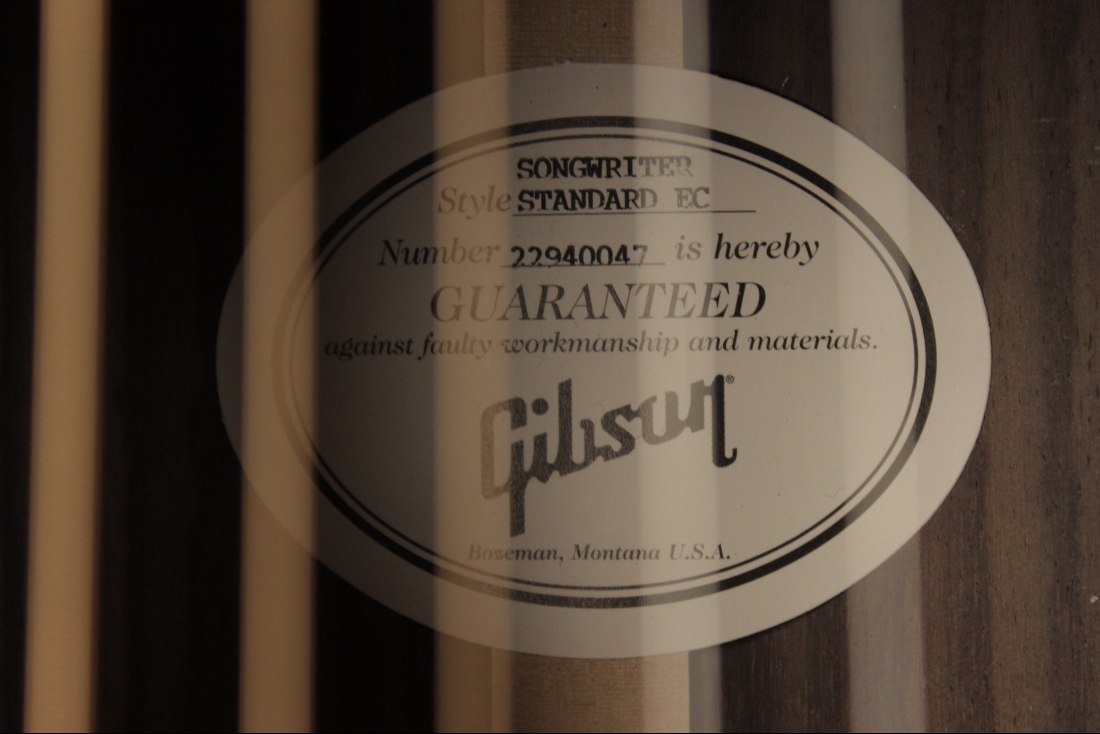 SONGWRITER
Style STANDARD EC
Number 22940047 is hereby
GUARANTEED
against faulty workmanship and materials.
Gibson®
Bozeman, Montana U.S.A.